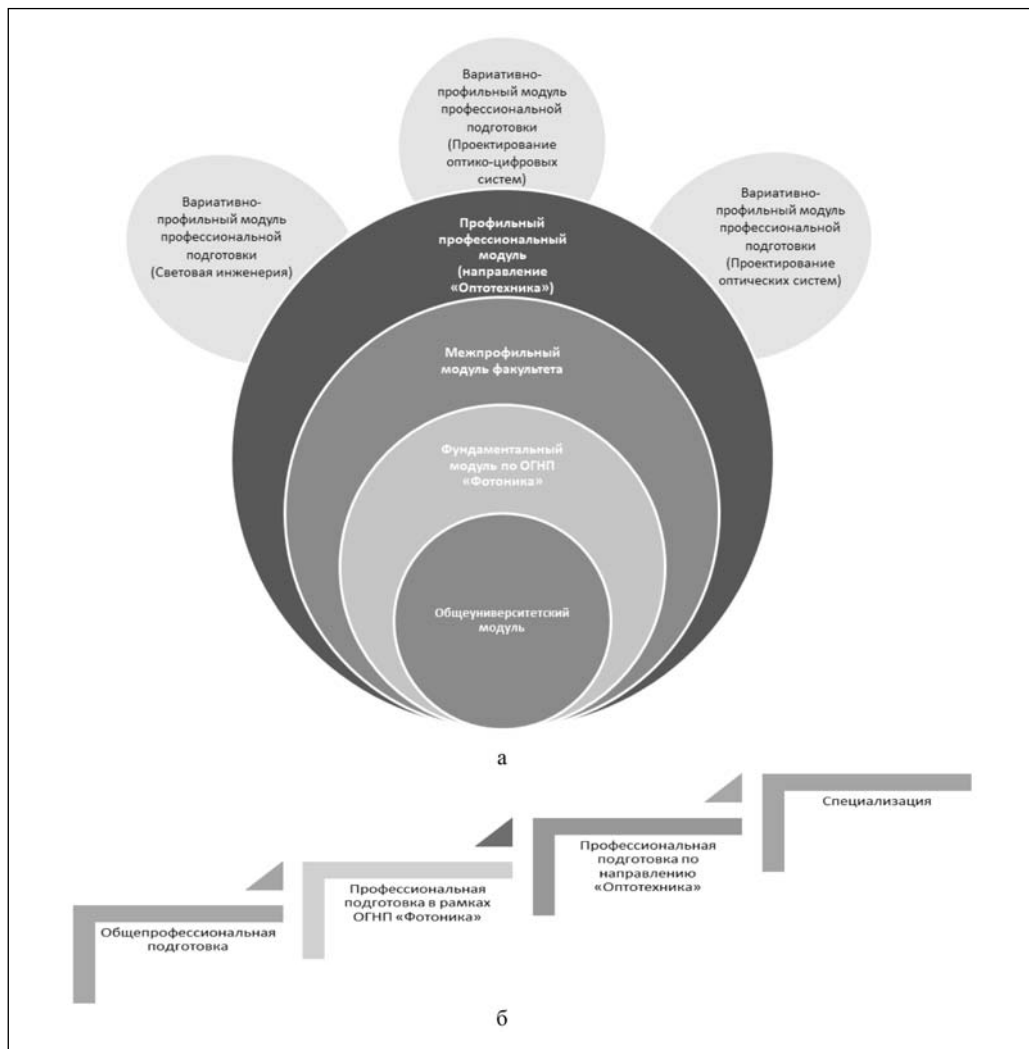 Вариативно-
профильный модуль
профессиональной
подготовки
(Проектирование
оптико-цифровых
систем)
Вариативно-
профильный модуль
профессиональной
подготовки
(Световая инженерия)
Вариативно-
профильный модуль
профессиональной
подготовки
(Проектирование
оптических систем)
Профильный
профессиональный
модуль
(направление
«Оптотехника»)
Межпрофильный
модуль факультета
Фундаментальный
модуль по ОГНП
«Фотоника»
Общеуниверситетский
модуль
а
Общепрофессиональная
подготовка
Профессиональная
подготовка в рамках
ОГНП «Фотоника»
Профессиональная
подготовка по
направлению
«Оптотехника»
Специализация
б